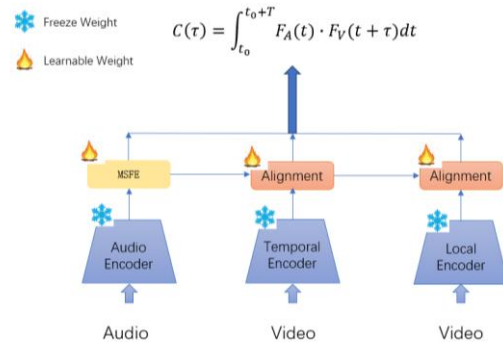 Freeze Weight
Learnable Weight
C(τ) = ∫_{t₀}^{t₀+T} F_A(t) · F_V(t + τ)dt
MSFE
Alignment
Alignment
Audio
Encoder
Temporal
Encoder
Local
Encoder
Audio
Video
Video